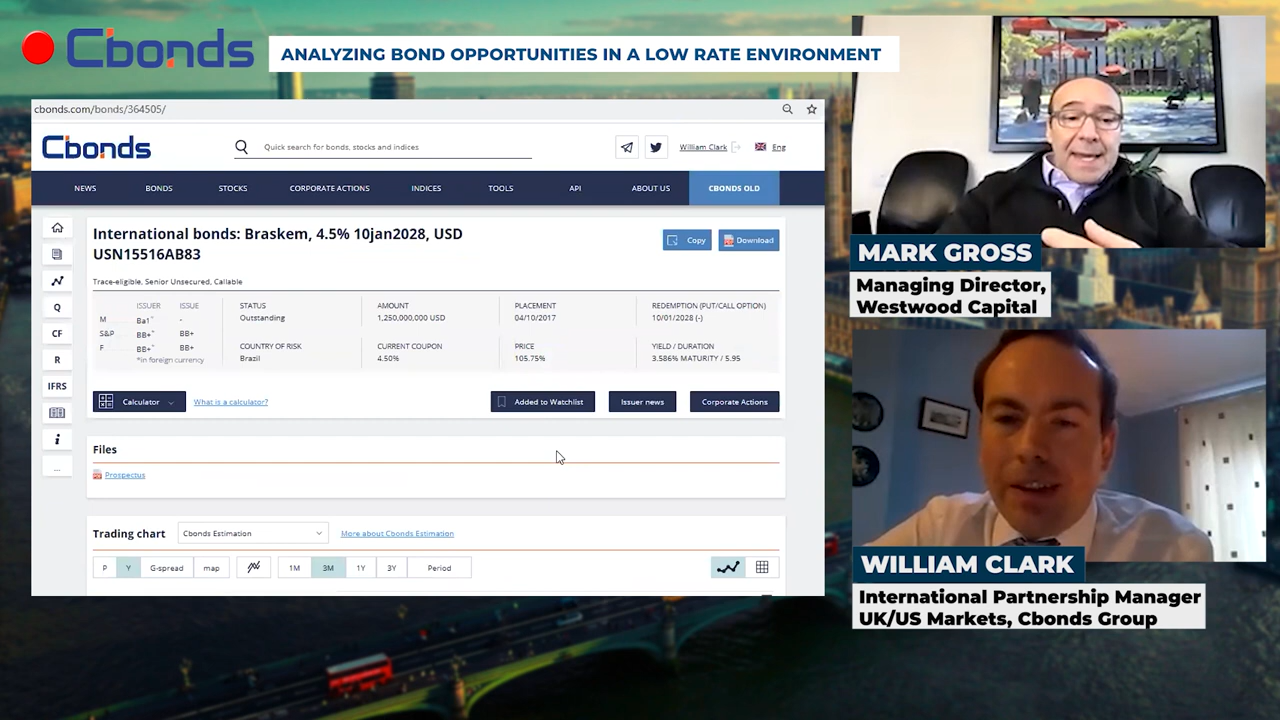 Cbonds
ANALYZING BOND OPPORTUNITIES IN A LOW RATE ENVIRONMENT
cbonds.com/bonds/364505/
Cbonds
Quick search for bonds, stocks and indices
William Clark
Eng
NEWS
BONDS
STOCKS
CORPORATE ACTIONS
INDICES
TOOLS
API
ABOUT US
CBONDS OLD
International bonds: Braskem, 4.5% 10jan2028, USD
USN15516AB83
Copy
Download
Trace-eligible, Senior Unsecured, Callable
ISSUER ISSUE
M Ba1* -
S&P BB+* BB+
F BB+* BB+
*in foreign currency
STATUS
Outstanding
COUNTRY OF RISK
Brazil
AMOUNT
1,250,000,000 USD
CURRENT COUPON
4.50%
PLACEMENT
04/10/2017
PRICE
105.75%
REDEMPTION (PUT/CALL OPTION)
10/01/2028 (-)
YIELD / DURATION
3.586% MATURITY / 5.95
Calculator
What is a calculator?
Added to Watchlist
Issuer news
Corporate Actions
Q
CF
R
IFRS
i
...
Files
Prospectus
Trading chart
Cbonds Estimation
More about Cbonds Estimation
P
Y
G-spread
map
1M
3M
1Y
3Y
Period
MARK GROSS
Managing Director,
Westwood Capital
WILLIAM CLARK
International Partnership Manager
UK/US Markets, Cbonds Group